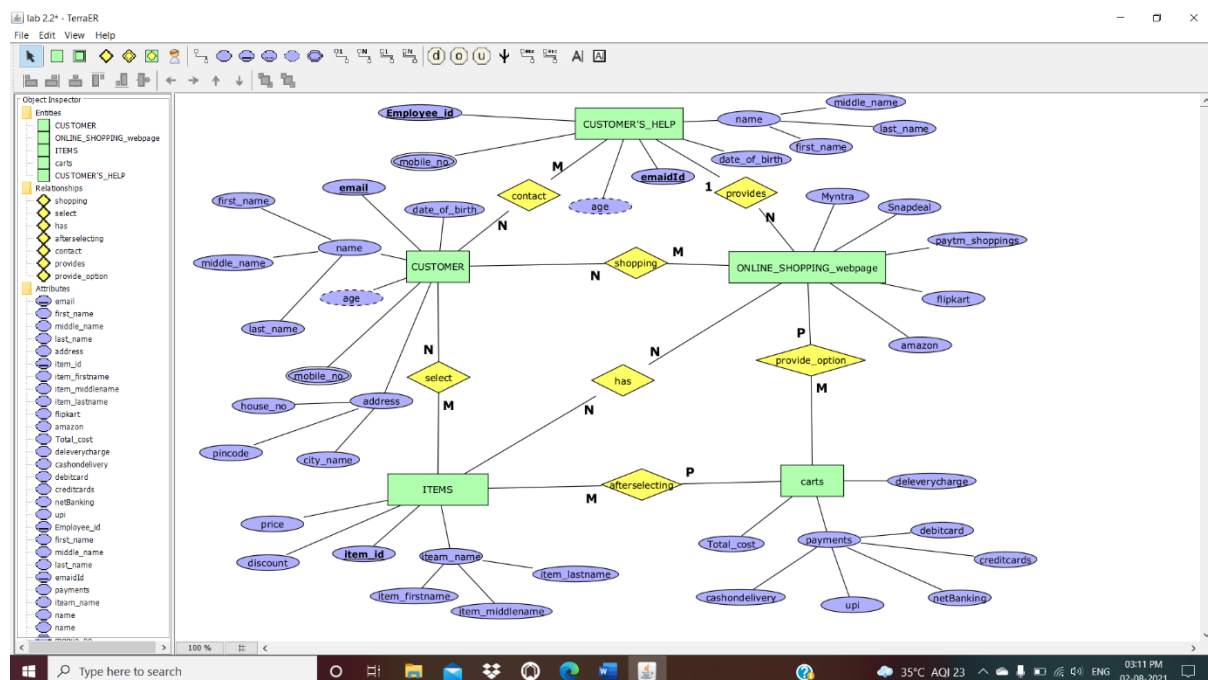 lab 2.2* - TerraER
File Edit View Help
Object Inspector
Entities
CUSTOMER
ONLINE_SHOPPING_webpage
ITEMS
carts
CUSTOMER'S_HELP
Relationships
shopping
select
has
afterselecting
contact
provides
provide_option
Attributes
email
first_name
middle_name
last_name
address
item_id
item_firstname
item_middlename
item_lastname
flipkart
amazon
Total_cost
deleverycharge
cashondelivery
debitcard
creditcards
netBanking
upi
Employee_id
first_name
middle_name
last_name
emaidId
payments
iteam_name
name
name
Employee_id
CUSTOMER'S_HELP
name
middle_name
last_name
first_name
date_of_birth
mobile_no
emaidId
age
M
contact
N
1
provides
N
email
date_of_birth
first_name
name
middle_name
CUSTOMER
age
last_name
mobile_no
address
house_no
pincode
city_name
N
shopping
M
Myntra
Snapdeal
paytm_shoppings
ONLINE_SHOPPING_webpage
flipkart
amazon
N
select
M
N
has
N
P
provide_option
M
ITEMS
M
afterselecting
P
carts
deleverycharge
price
discount
item_id
iteam_name
item_lastname
item_firstname
item_middlename
Total_cost
payments
debitcard
creditcards
cashondelivery
upi
netBanking
100 %
Type here to search
35°C AQI 23
ENG
03:11 PM
02-08-2021